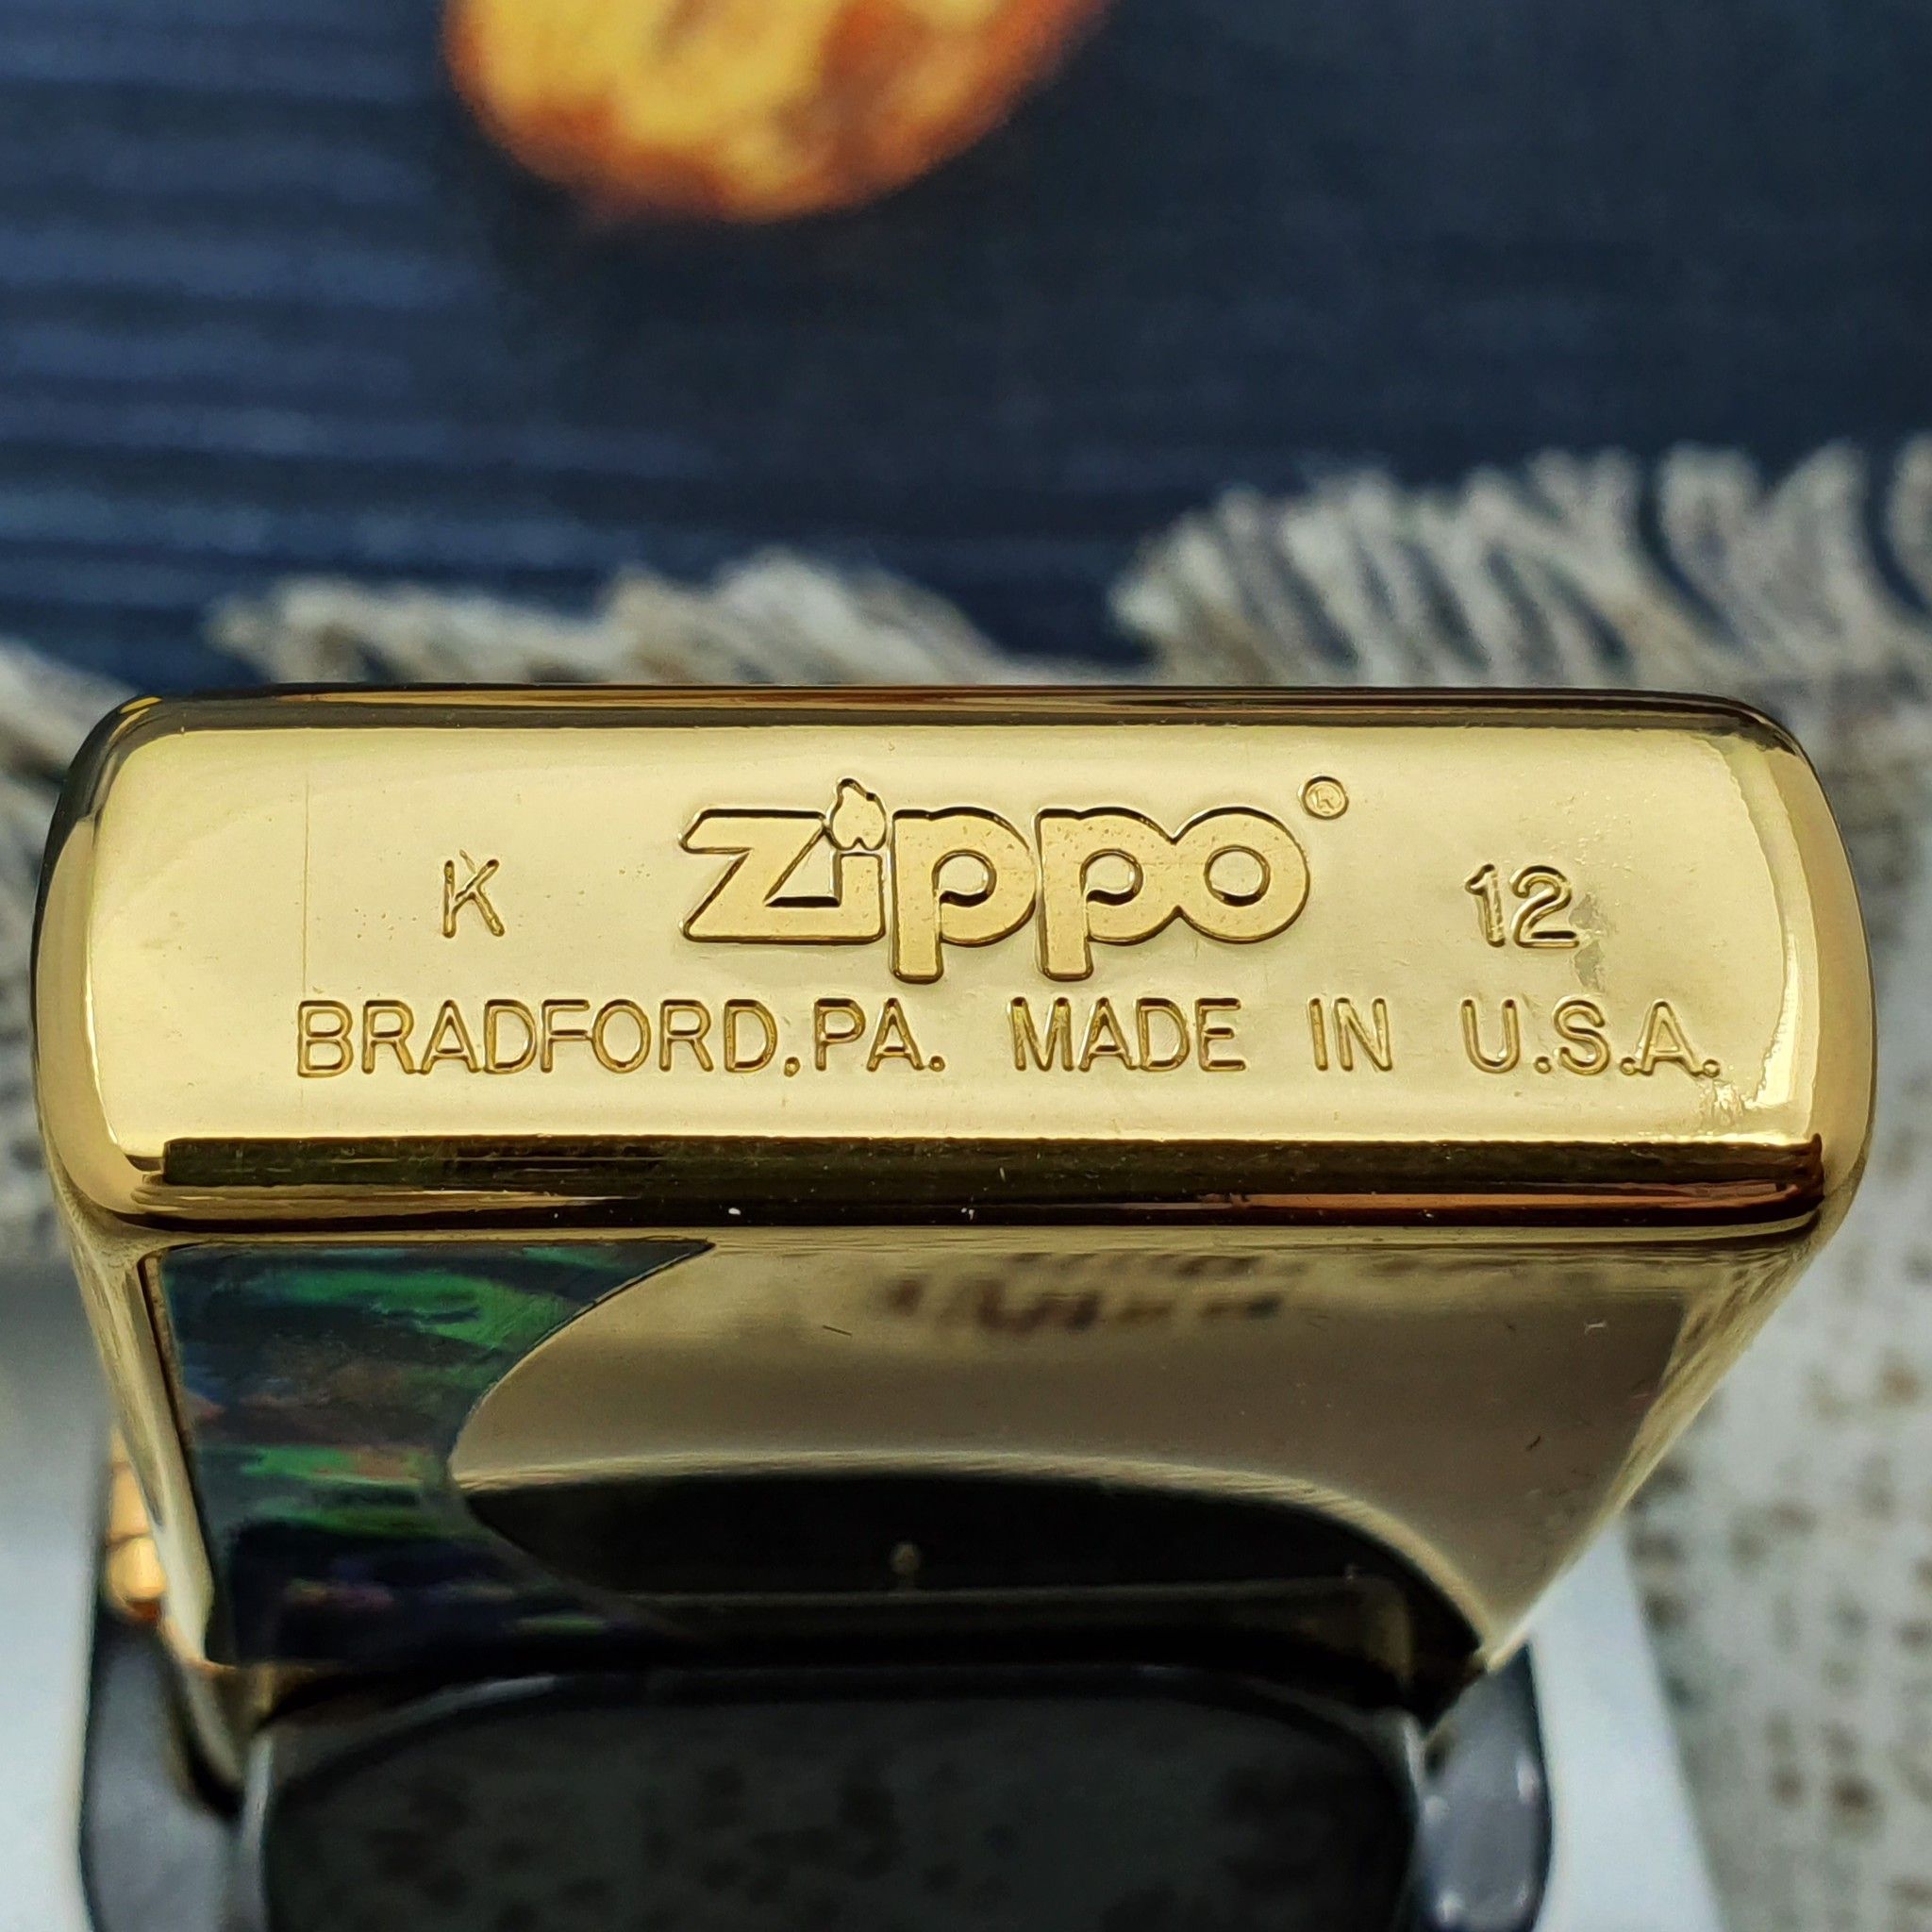 K zippo® 12
BRADFORD,PA. MADE IN U.S.A.